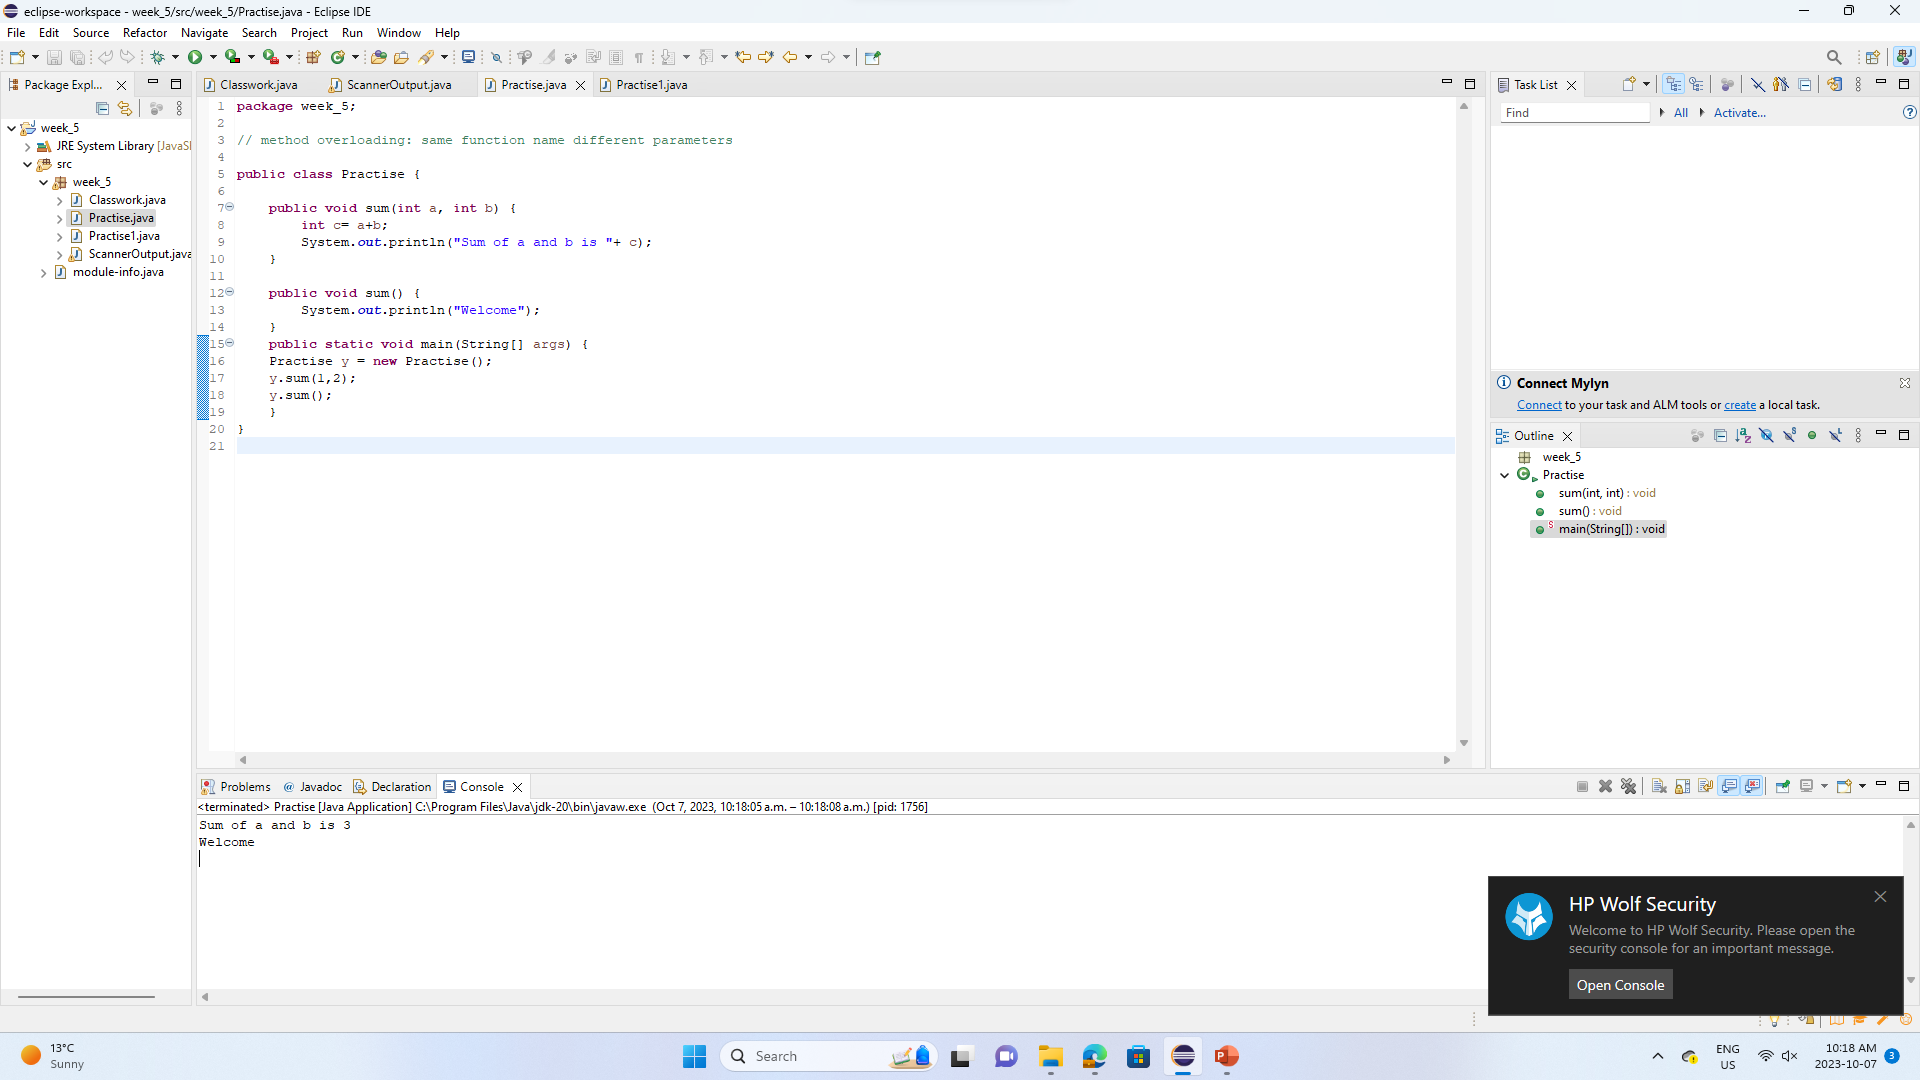 eclipse-workspace - week_5/src/week_5/Practise.java - Eclipse IDE
File Edit Source Refactor Navigate Search Project Run Window Help
Package Expl...
week_5
JRE System Library [JavaS
src
week_5
Classwork.java
Practise.java
Practise1.java
ScannerOutput.java
module-info.java
Classwork.java ScannerOutput.java Practise.java Practise1.java
1 package week_5;
2
3 // method overloading: same function name different parameters
4
5 public class Practise {
6
7 public void sum(int a, int b) {
8 int c= a+b;
9 System.out.println("Sum of a and b is "+ c);
10 }
11
12 public void sum() {
13 System.out.println("Welcome");
14 }
15 public static void main(String[] args) {
16 Practise y = new Practise();
17 y.sum(1,2);
18 y.sum();
19 }
20 }
21
Task List
Find All Activate...
Connect Mylyn
Connect to your task and ALM tools or create a local task.
Outline
week_5
Practise
sum(int, int) : void
sum() : void
main(String[]) : void
Problems @ Javadoc Declaration Console
<terminated> Practise [Java Application] C:\Program Files\Java\jdk-20\bin\javaw.exe (Oct 7, 2023, 10:18:05 a.m. – 10:18:08 a.m.) [pid: 1756]
Sum of a and b is 3
Welcome
HP Wolf Security
Welcome to HP Wolf Security. Please open the
security console for an important message.
Open Console
13°C
Sunny
Search
ENG
US
10:18 AM
2023-10-07
3